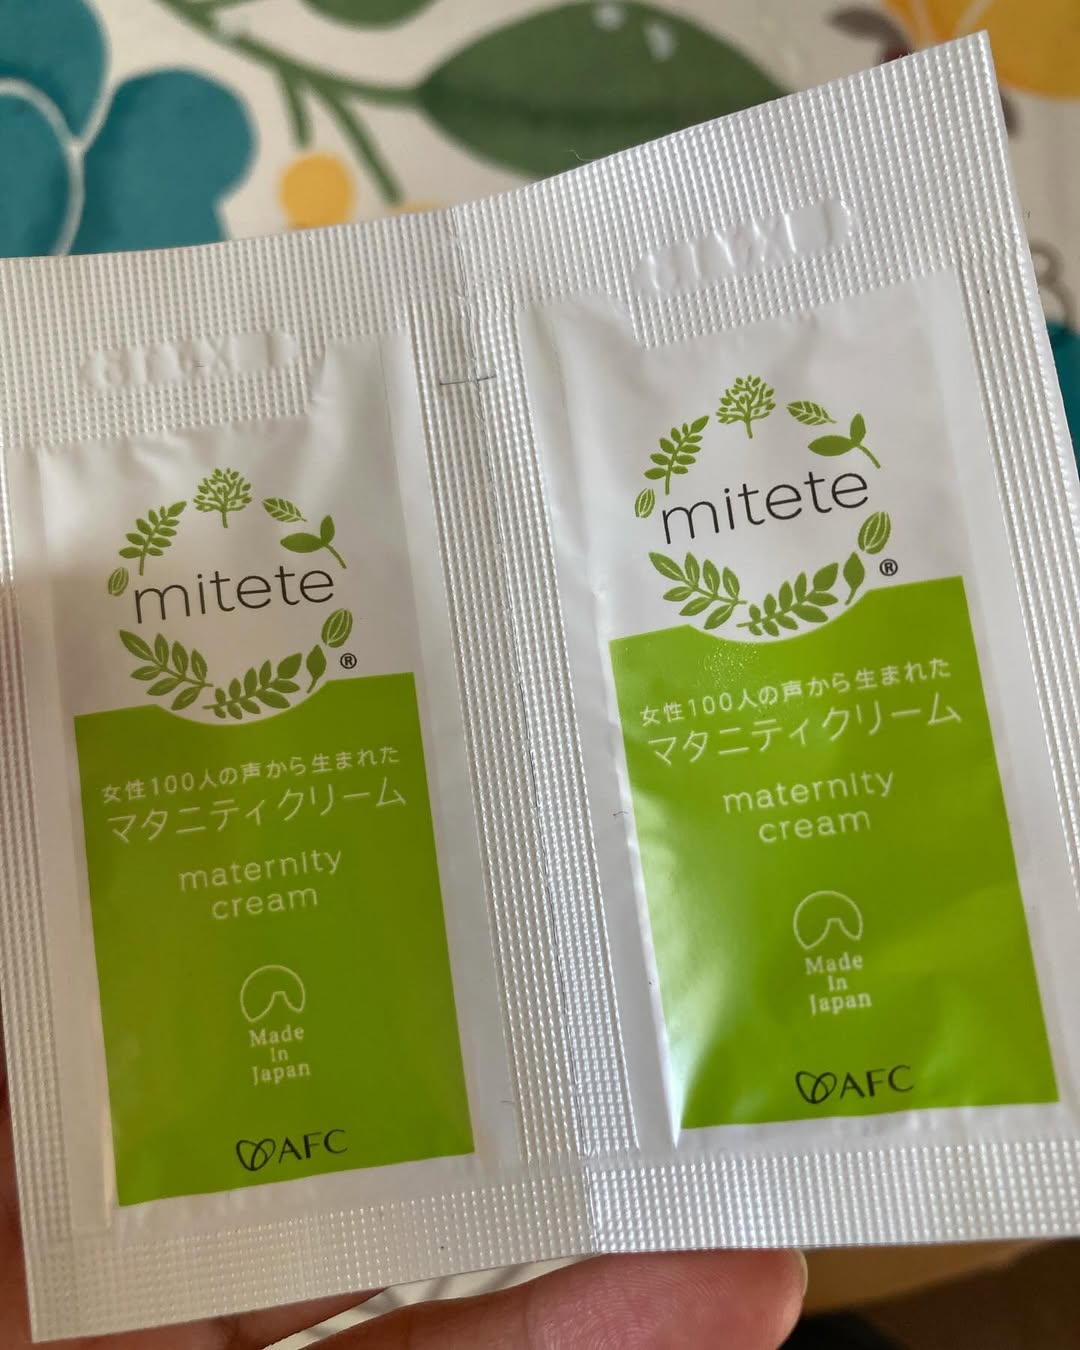 mitete
®
女性100人の声から生まれた
マタニティクリーム
maternity
cream
Made
In
Japan
AFC
mitete
®
女性100人の声から生まれた
マタニティクリーム
maternity
cream
Made
In
Japan
AFC